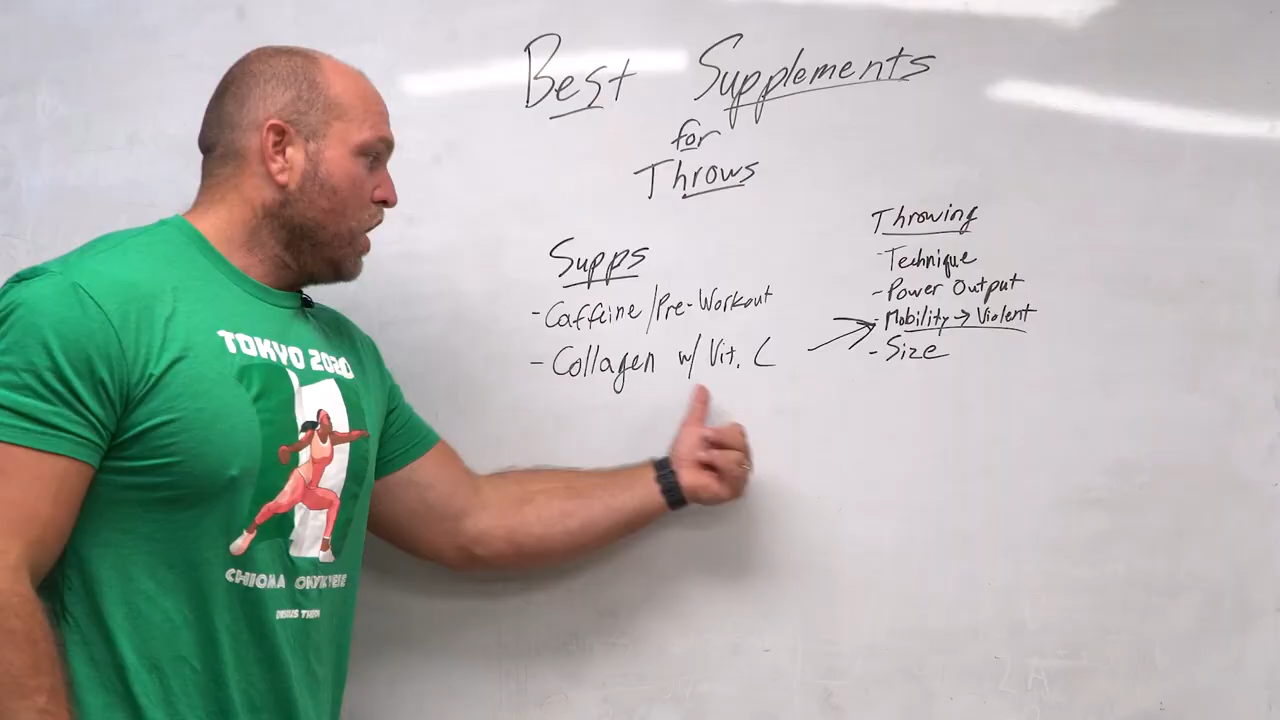 Best Supplements
for
Throws
Supps
- Caffeine/Pre-Workout
- Collagen w/ Vit. C
Throwing
- Technique
- Power Output
- Mobility → Violent
- Size
TOKYO 2020
CHIOMA